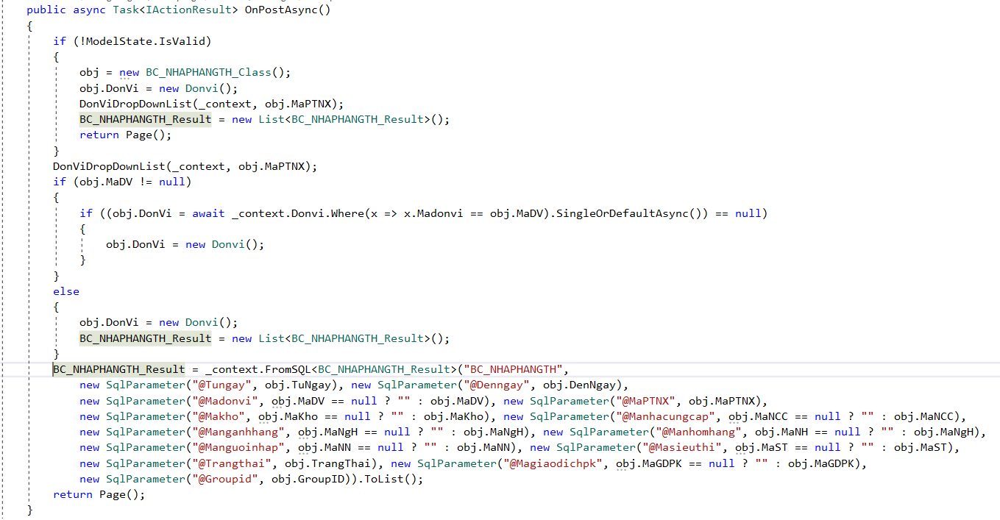 public async Task<IActionResult> OnPostAsync()
{
if (!ModelState.IsValid)
{
obj = new BC_NHAPHANGTH_Class();
obj.DonVi = new Donvi();
DonViDropDownList(_context, obj.MaPTNX);
BC_NHAPHANGTH_Result = new List<BC_NHAPHANGTH_Result>();
return Page();
}
DonViDropDownList(_context, obj.MaPTNX);
if (obj.MaDV != null)
{
if ((obj.DonVi = await _context.Donvi.Where(x => x.Madonvi == obj.MaDV).SingleOrDefaultAsync()) == null)
{
obj.DonVi = new Donvi();
}
}
else
{
obj.DonVi = new Donvi();
BC_NHAPHANGTH_Result = new List<BC_NHAPHANGTH_Result>();
}
BC_NHAPHANGTH_Result = _context.FromSQL<BC_NHAPHANGTH_Result>("BC_NHAPHANGTH",
new SqlParameter("@Tungay", obj.TuNgay), new SqlParameter("@Denngay", obj.DenNgay),
new SqlParameter("@Madonvi", obj.MaDV == null ? "" : obj.MaDV), new SqlParameter("@MaPTNX", obj.MaPTNX),
new SqlParameter("@Makho", obj.MaKho == null ? "" : obj.MaKho), new SqlParameter("@Manhacungcap", obj.MaNCC == null ? "" : obj.MaNCC),
new SqlParameter("@Manganhhang", obj.MaNgH == null ? "" : obj.MaNgH), new SqlParameter("@Manhomhang", obj.MaNH == null ? "" : obj.MaNgH),
new SqlParameter("@Manguoinhap", obj.MaNN == null ? "" : obj.MaNN), new SqlParameter("@Masieuthi", obj.MaST == null ? "" : obj.MaST),
new SqlParameter("@Trangthai", obj.TrangThai), new SqlParameter("@Magiaodichpk", obj.MaGDPK == null ? "" : obj.MaGDPK),
new SqlParameter("@Groupid", obj.GroupID)).ToList();
return Page();
}